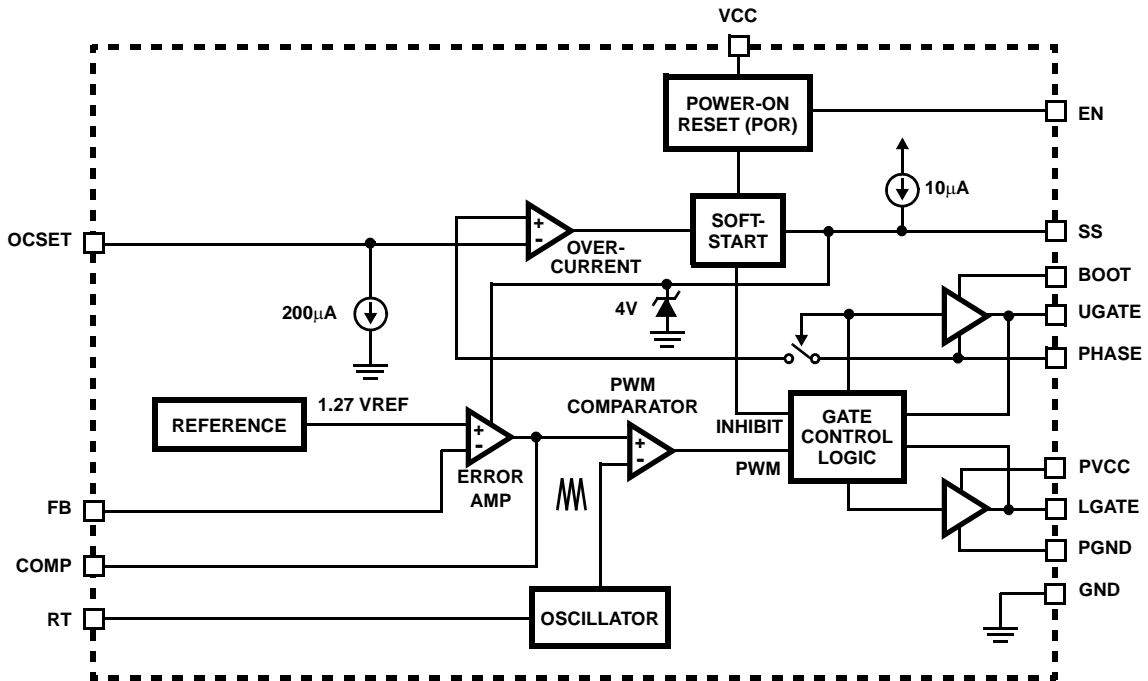 VCC
POWER-ON
RESET (POR)
EN
10µA
OCSET
+
-
OVER-
CURRENT
SOFT-
START
SS
BOOT
200µA
4V
UGATE
PHASE
REFERENCE
1.27 VREF
+
-
ERROR
AMP
PWM
COMPARATOR
+
-
INHIBIT
PWM
GATE
CONTROL
LOGIC
PVCC
FB
LGATE
COMP
PGND
GND
RT
OSCILLATOR